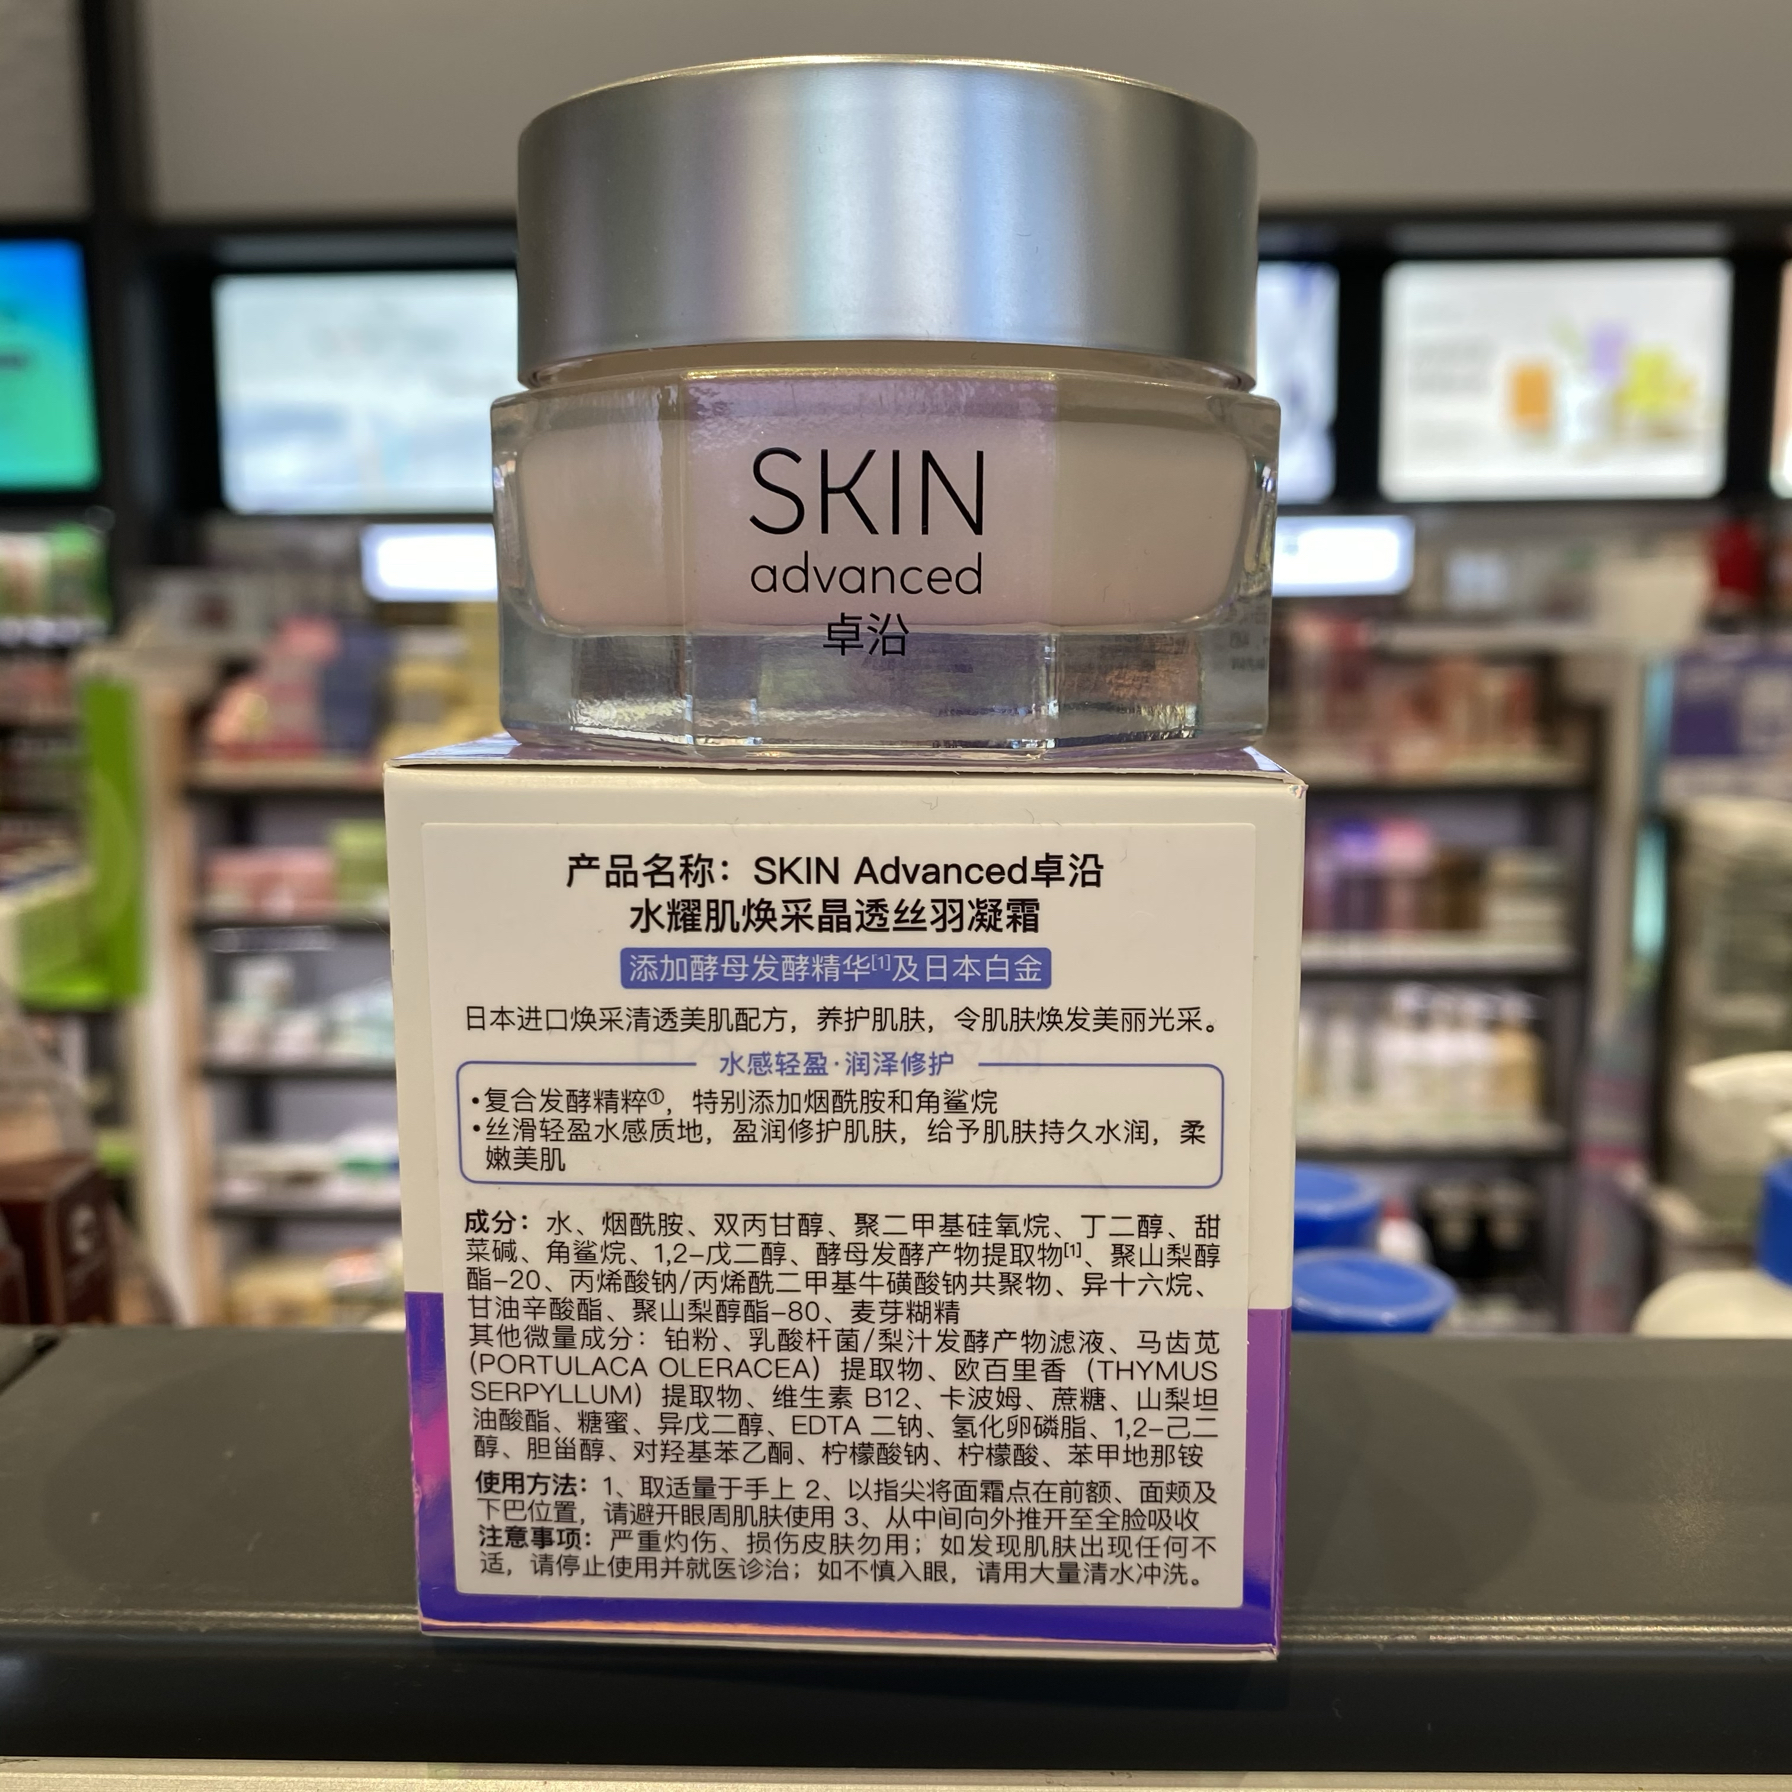 SKIN
advanced
卓沿
产品名称：SKIN Advanced卓沿
水耀肌焕采晶透丝羽凝霜
添加酵母发酵精华[1]及日本白金
日本进口焕采清透美肌配方，养护肌肤，令肌肤焕发美丽光采。
水感轻盈·润泽修护
•复合发酵精粹①，特别添加烟酰胺和角鲨烷
•丝滑轻盈水感质地，盈润修护肌肤，给予肌肤持久水润，柔
嫩美肌
成分：水、烟酰胺、双丙甘醇、聚二甲基硅氧烷、丁二醇、甜
菜碱、角鲨烷、1,2-戊二醇、酵母发酵产物提取物[1]、聚山梨醇
酯-20、丙烯酸钠/丙烯酰二甲基牛磺酸钠共聚物、异十六烷、
甘油辛酸酯、聚山梨醇酯-80、麦芽糊精
其他微量成分：铂粉、乳酸杆菌/梨汁发酵产物滤液、马齿苋
（PORTULACA OLERACEA）提取物、欧百里香（THYMUS
SERPYLLUM）提取物、维生素 B12、卡波姆、蔗糖、山梨坦
油酸酯、糖蜜、异戊二醇、EDTA 二钠、氢化卵磷脂、1,2-己二
醇、胆甾醇、对羟基苯乙酮、柠檬酸钠、柠檬酸、苯甲地那铵
使用方法：1、取适量于手上 2、以指尖将面霜点在前额、面颊及
下巴位置，请避开眼周肌肤使用 3、从中间向外推开至全脸吸收
注意事项：严重灼伤、损伤皮肤勿用；如发现肌肤出现任何不
适，请停止使用并就医诊治；如不慎入眼，请用大量清水冲洗。